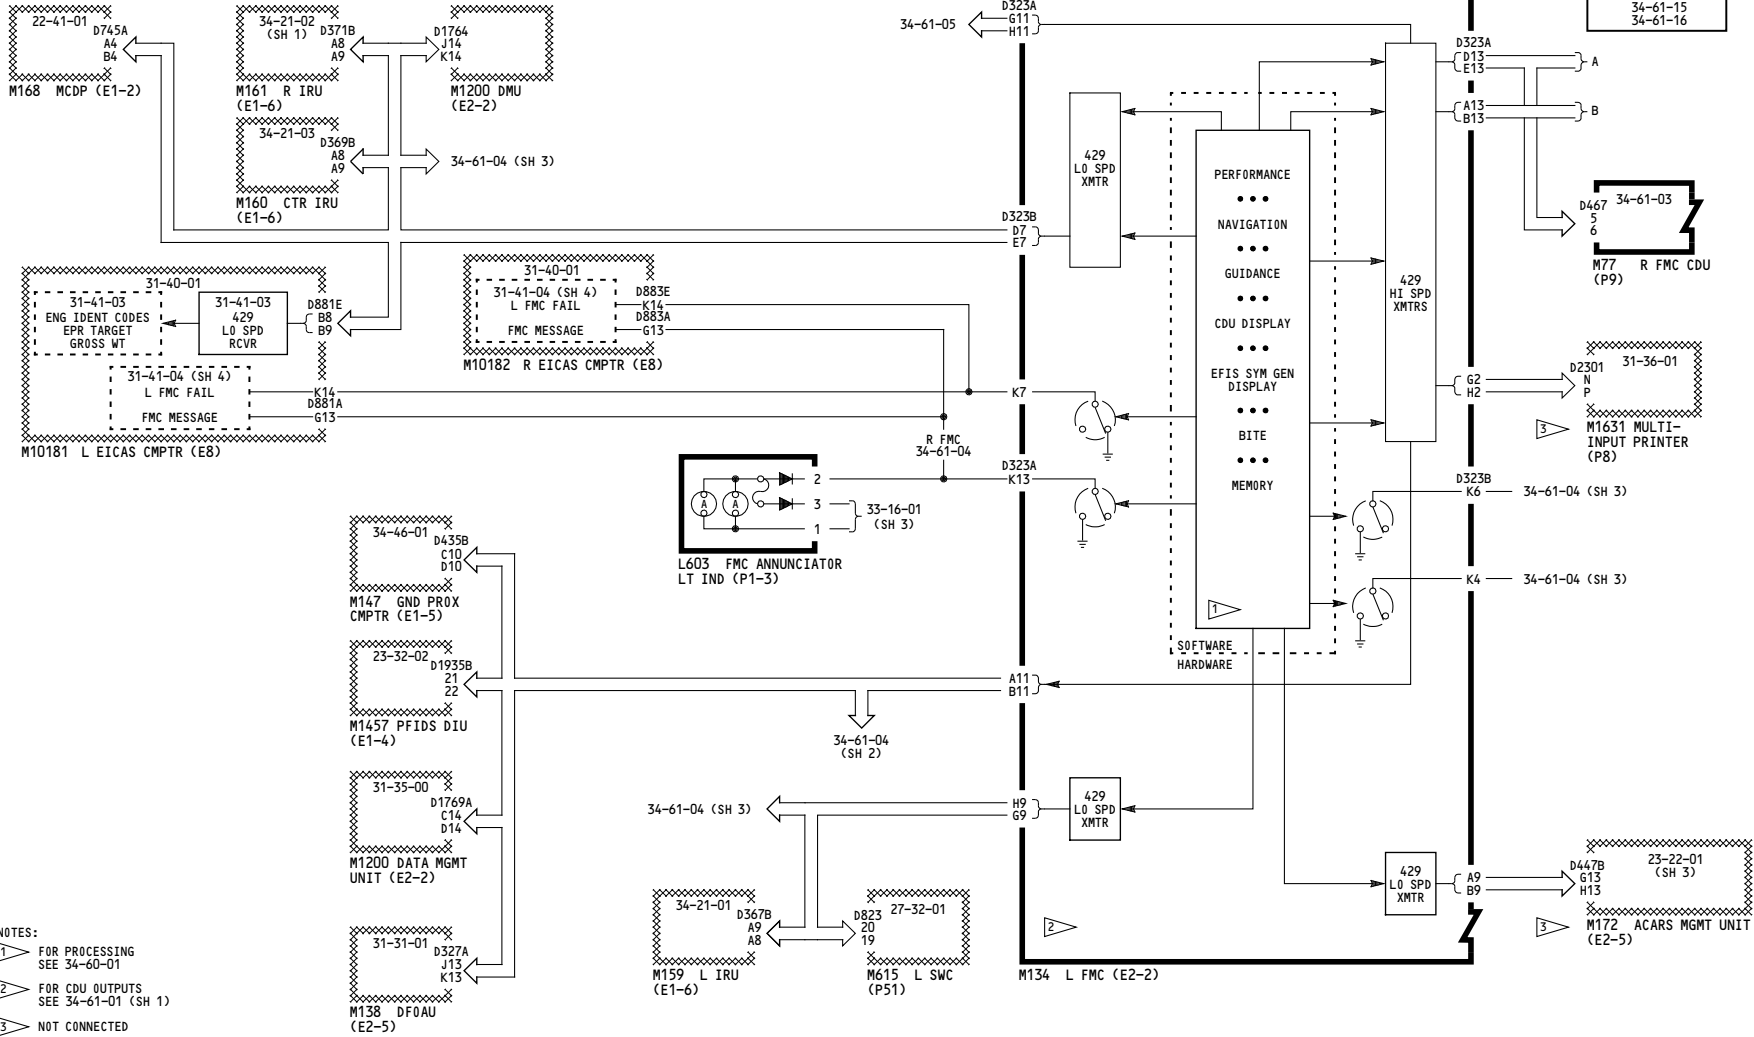 22-41-01
D745A
A4
B4
M168 MCDP (E1-2)
34-21-02
(SH 1)
D371B
A8
A9
M161 R IRU
(E1-6)
D1764
J14
K14
M1200 DMU
(E2-2)
34-21-03
D369B
A8
A9
M160 CTR IRU
(E1-6)
34-61-04 (SH 3)
34-61-05
D323A
G11
H11
34-61-15
34-61-16
D323A
D13
E13
A
A13
B13
B
429
LO SPD
XMTR
PERFORMANCE
NAVIGATION
GUIDANCE
CDU DISPLAY
EFIS SYM GEN
DISPLAY
BITE
MEMORY
1
SOFTWARE
HARDWARE
429
HI SPD
XMTRS
D467
5
6
34-61-03
M77 R FMC CDU
(P9)
D323B
D7
E7
31-40-01
31-41-03
ENG IDENT CODES
EPR TARGET
GROSS WT
31-41-03
429
LO SPD
RCVR
D881E
B8
B9
31-41-04 (SH 4)
L FMC FAIL
FMC MESSAGE
K14
D881A
G13
M10181 L EICAS CMPTR (E8)
31-40-01
31-41-04 (SH 4)
L FMC FAIL
FMC MESSAGE
D883E
K14
D883A
G13
M10182 R EICAS CMPTR (E8)
K7
R FMC
34-61-04
D323A
K13
A
A
2
3
1
33-16-01
(SH 3)
L603 FMC ANNUNCIATOR
LT IND (P1-3)
G2
H2
D2301
N
P
31-36-01
3
M1631 MULTI-
INPUT PRINTER
(P8)
D323B
K6
34-61-04 (SH 3)
K4
34-61-04 (SH 3)
34-46-01
D435B
C10
D10
M147 GND PROX
CMPTR (E1-5)
23-32-02
D1935B
21
22
M1457 PFIDS DIU
(E1-4)
A11
B11
34-61-04
(SH 2)
31-35-00
D1769A
C14
D14
M1200 DATA MGMT
UNIT (E2-2)
34-61-04 (SH 3)
H9
G9
429
LO SPD
XMTR
429
LO SPD
XMTR
A9
B9
D447B
G13
H13
23-22-01
(SH 3)
3
M172 ACARS MGMT UNIT
(E2-5)
34-21-01
D367B
A9
A8
M159 L IRU
(E1-6)
D823
20
19
27-32-01
M615 L SWC
(P51)
2
M134 L FMC (E2-2)
31-31-01
D327A
J13
K13
M138 DFDAU
(E2-5)
NOTES:
1 FOR PROCESSING
SEE 34-60-01
2 FOR CDU OUTPUTS
SEE 34-61-01 (SH 1)
3 NOT CONNECTED